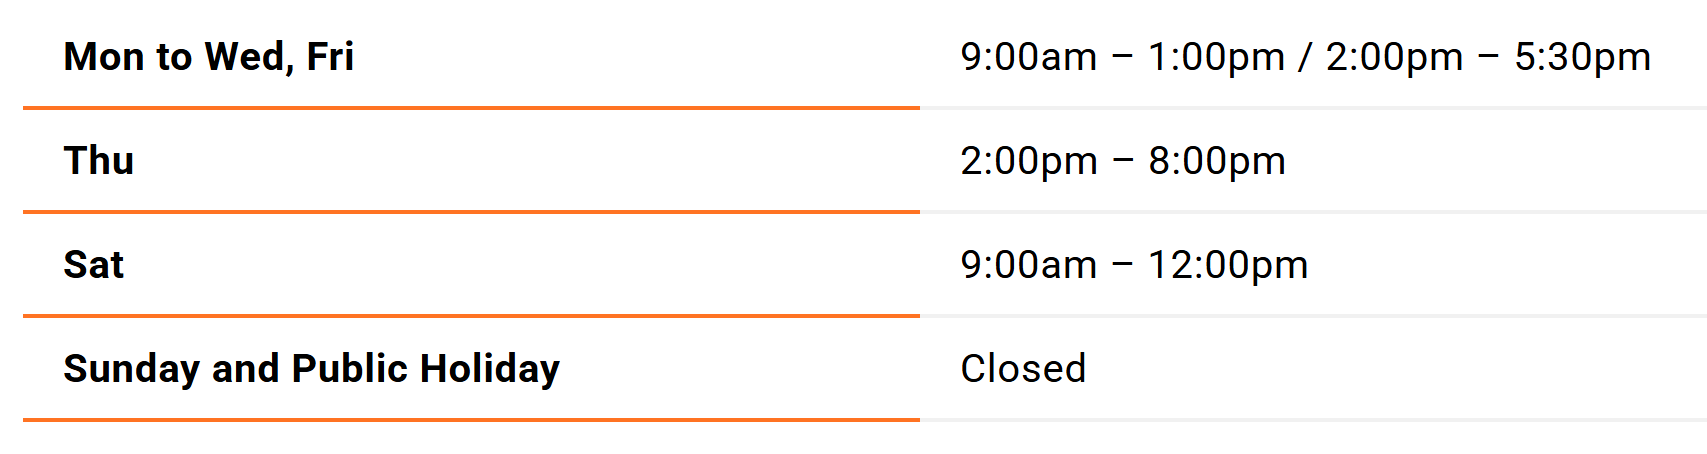 Mon to Wed, Fri 9:00am – 1:00pm / 2:00pm – 5:30pm
Thu 2:00pm – 8:00pm
Sat 9:00am – 12:00pm
Sunday and Public Holiday Closed